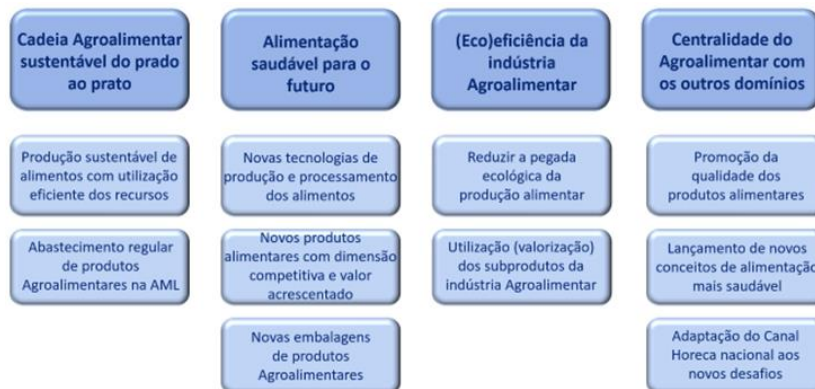 Cadeia Agroalimentar
sustentável do prado
ao prato
Produção sustentável de
alimentos com utilização
eficiente dos recursos
Abastecimento regular
de produtos
Agroalimentares na AML
Alimentação
saudável para o
futuro
Novas tecnologias de
produção e processamento
dos alimentos
Novos produtos
alimentares com dimensão
competitiva e valor
acrescentado
Novas embalagens
de produtos
Agroalimentares
(Eco)eficiência da
indústria
Agroalimentar
Reduzir a pegada
ecológica da
produção alimentar
Utilização (valorização)
dos subprodutos da
indústria Agroalimentar
Centralidade do
Agroalimentar com
os outros domínios
Promoção da
qualidade dos
produtos alimentares
Lançamento de novos
conceitos de alimentação
mais saudável
Adaptação do Canal
Horeca nacional aos
novos desafios